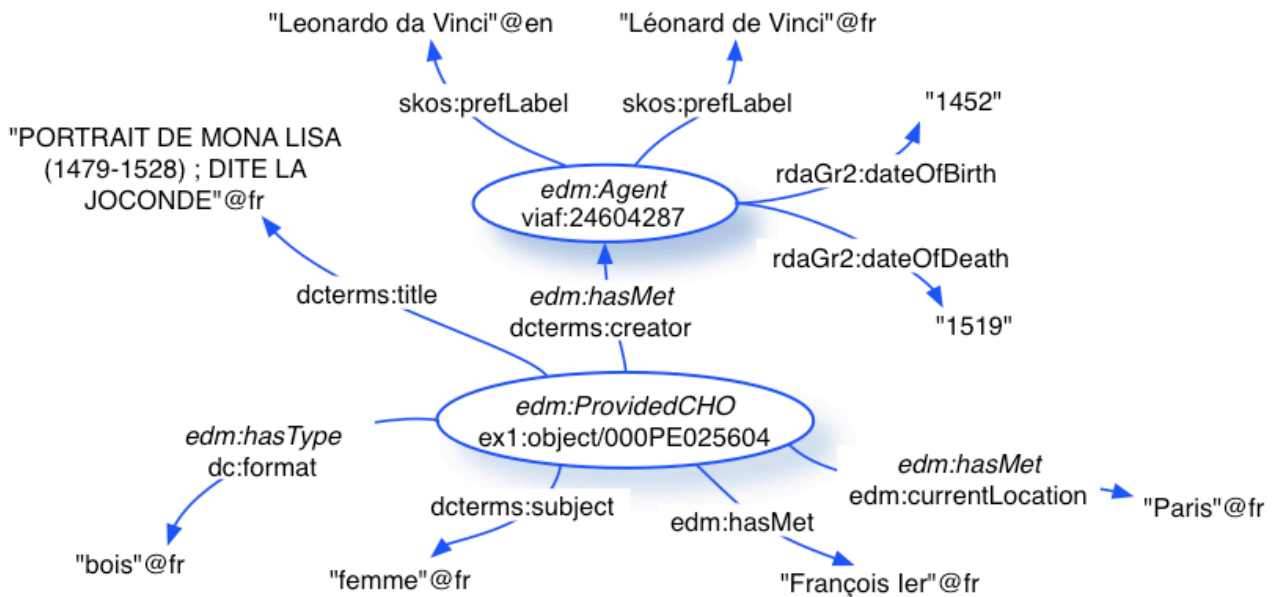 "Leonardo da Vinci"@en
"Léonard de Vinci"@fr
skos:prefLabel
skos:prefLabel
"1452"
"PORTRAIT DE MONA LISA
(1479-1528) ; DITE LA
JOCONDE"@fr
rdaGr2:dateOfBirth
edm:Agent
viaf:24604287
rdaGr2:dateOfDeath
dcterms:title
edm:hasMet
dcterms:creator
"1519"
edm:ProvidedCHO
ex1:object/000PE025604
edm:hasType
dc:format
edm:hasMet
edm:currentLocation
dcterms:subject
edm:hasMet
"Paris"@fr
"bois"@fr
"femme"@fr
"François Ier"@fr